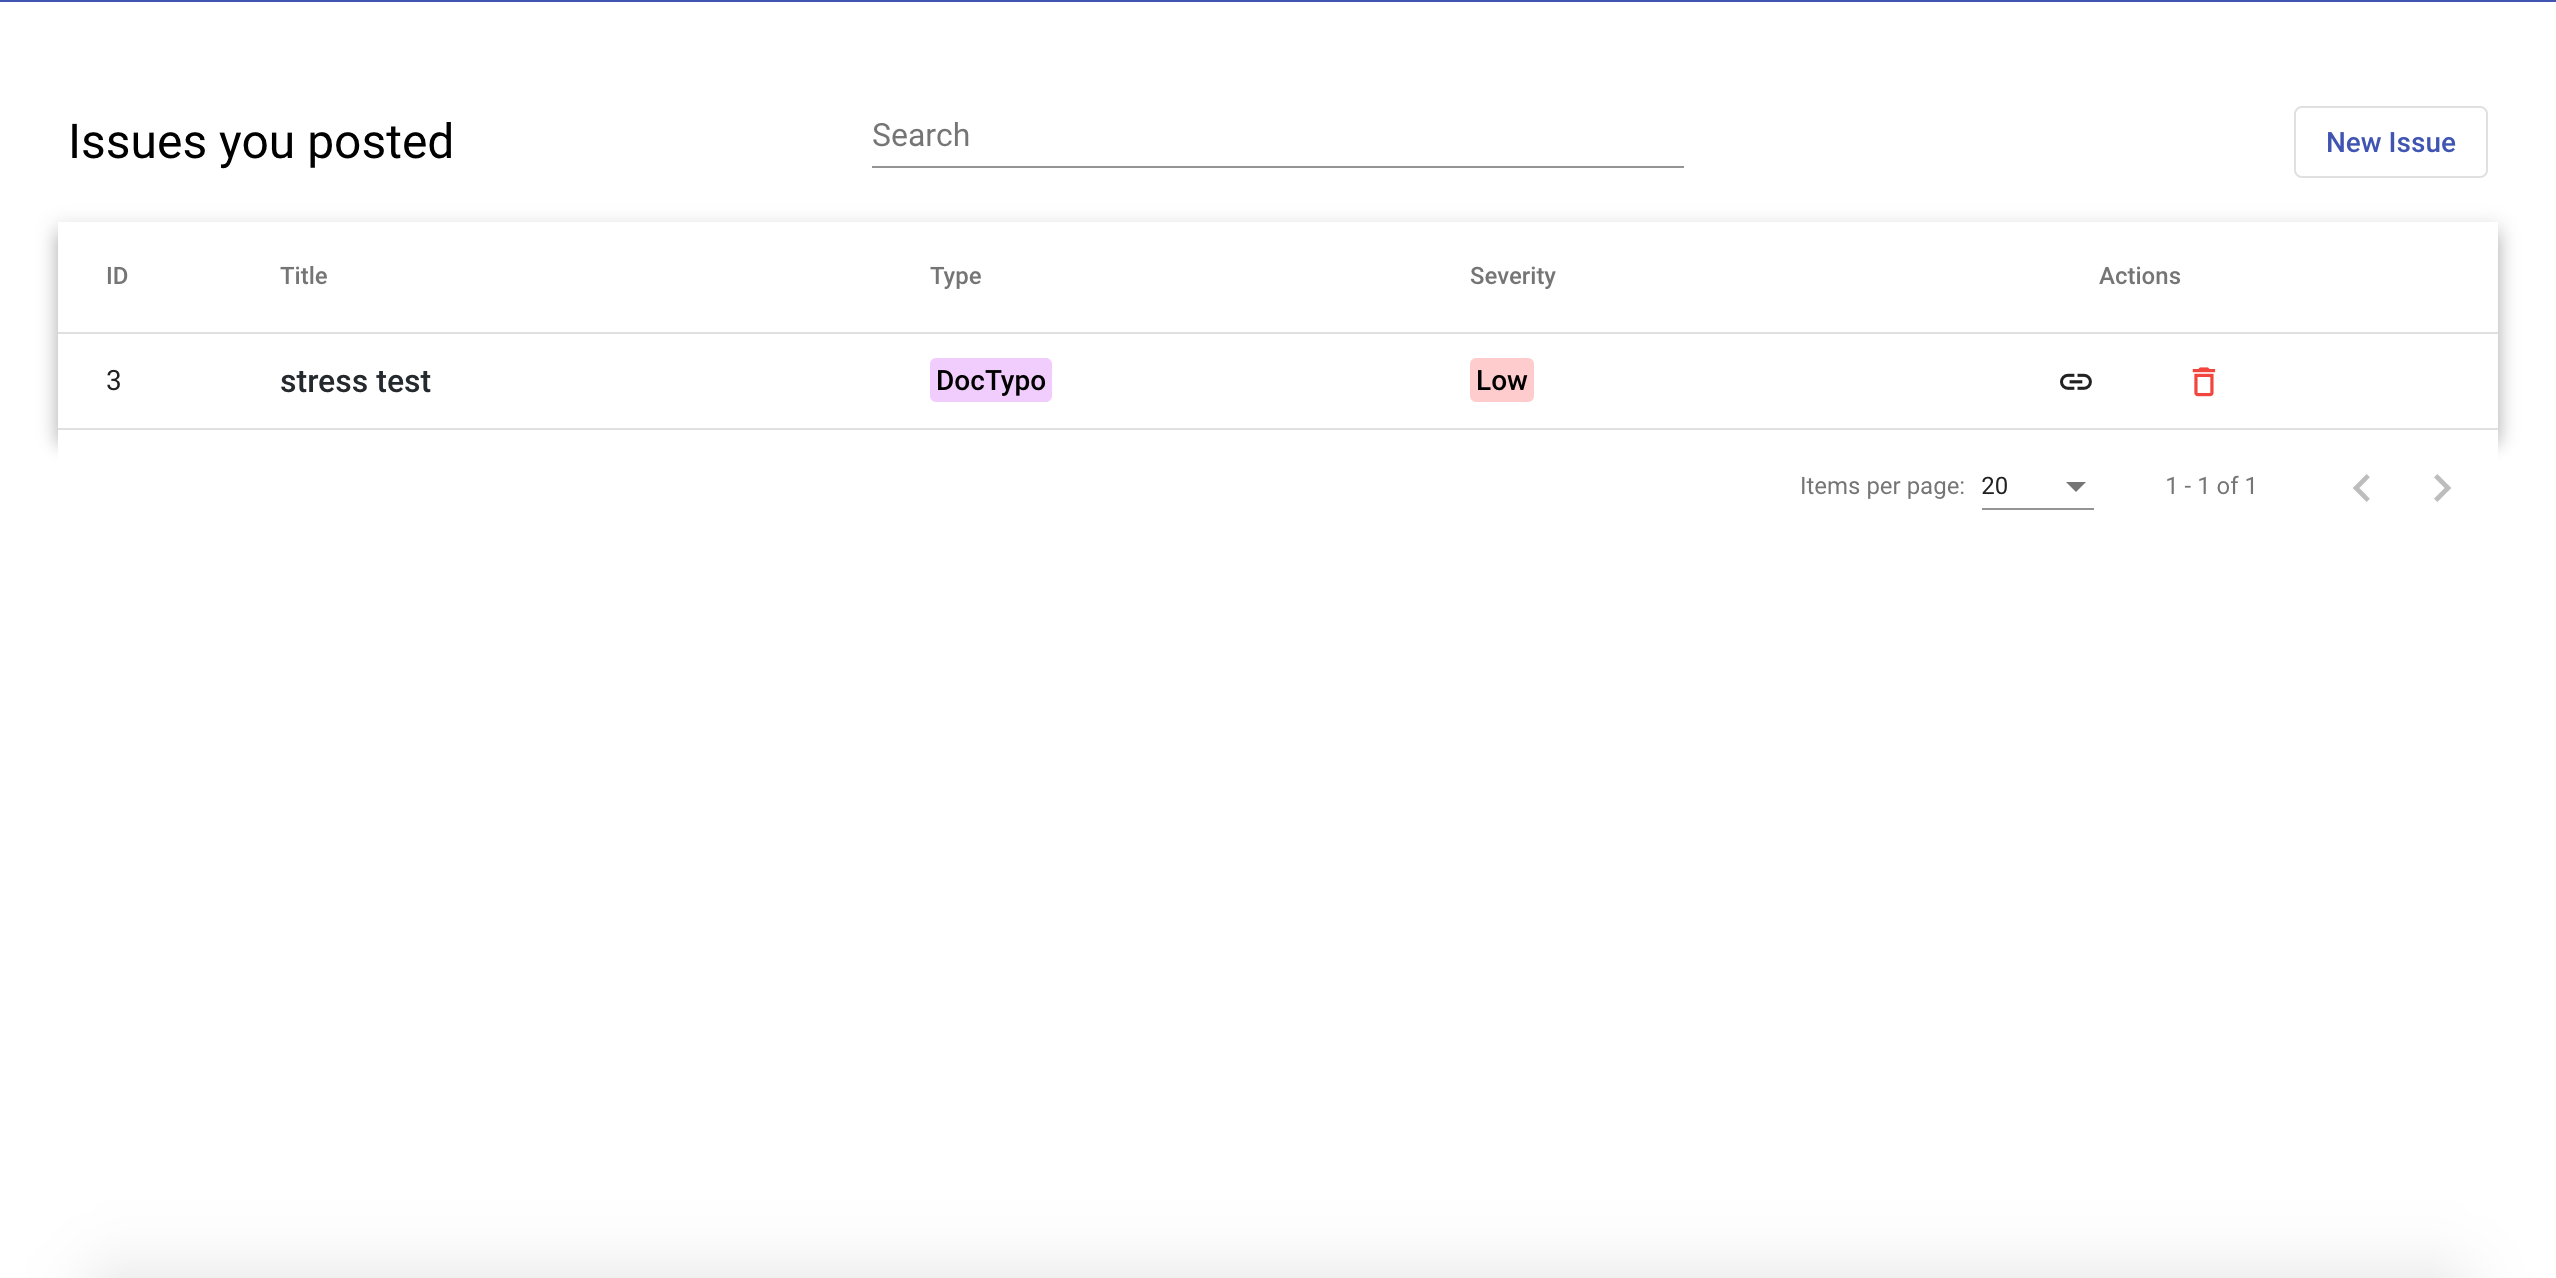 Issues you posted
Search
New Issue
ID Title Type Severity Actions
3 stress test DocTypo Low
Items per page: 20 1 - 1 of 1